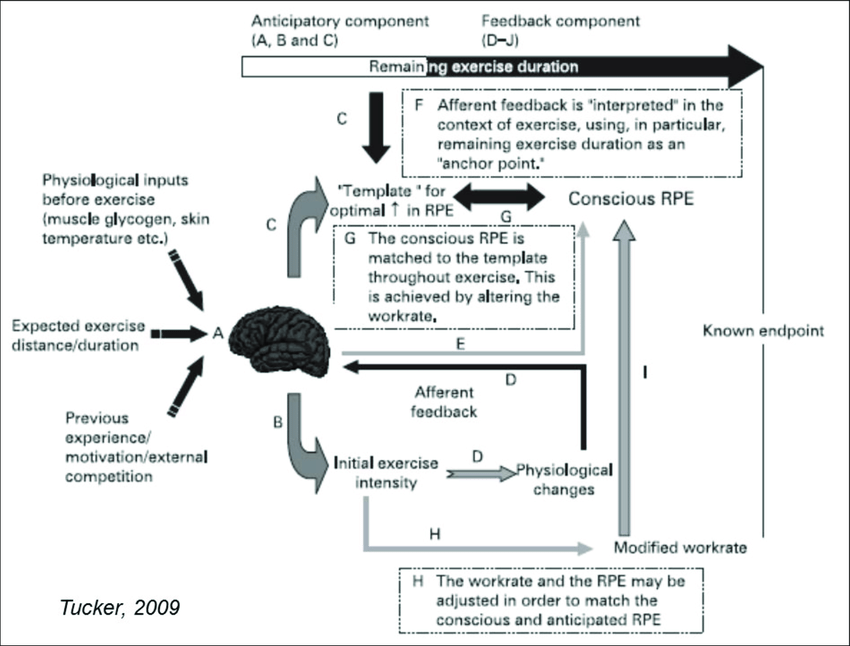 Anticipatory component
(A, B and C)
Feedback component
(D–J)
Remaining exercise duration
C
F Afferent feedback is "interpreted" in the
context of exercise, using, in particular,
remaining exercise duration as an
"anchor point."
Physiological inputs
before exercise
(muscle glycogen, skin
temperature etc.)
C
"Template " for
optimal ↑ in RPE
G
Conscious RPE
G The conscious RPE is
matched to the template
throughout exercise. This
is achieved by altering the
workrate.
Expected exercise
distance/duration
A
E
Known endpoint
D
Afferent
feedback
I
Previous
experience/
motivation/external
competition
B
Initial exercise
intensity
D
Physiological
changes
H
Modified workrate
H The workrate and the RPE may be
adjusted in order to match the
conscious and anticipated RPE
Tucker, 2009